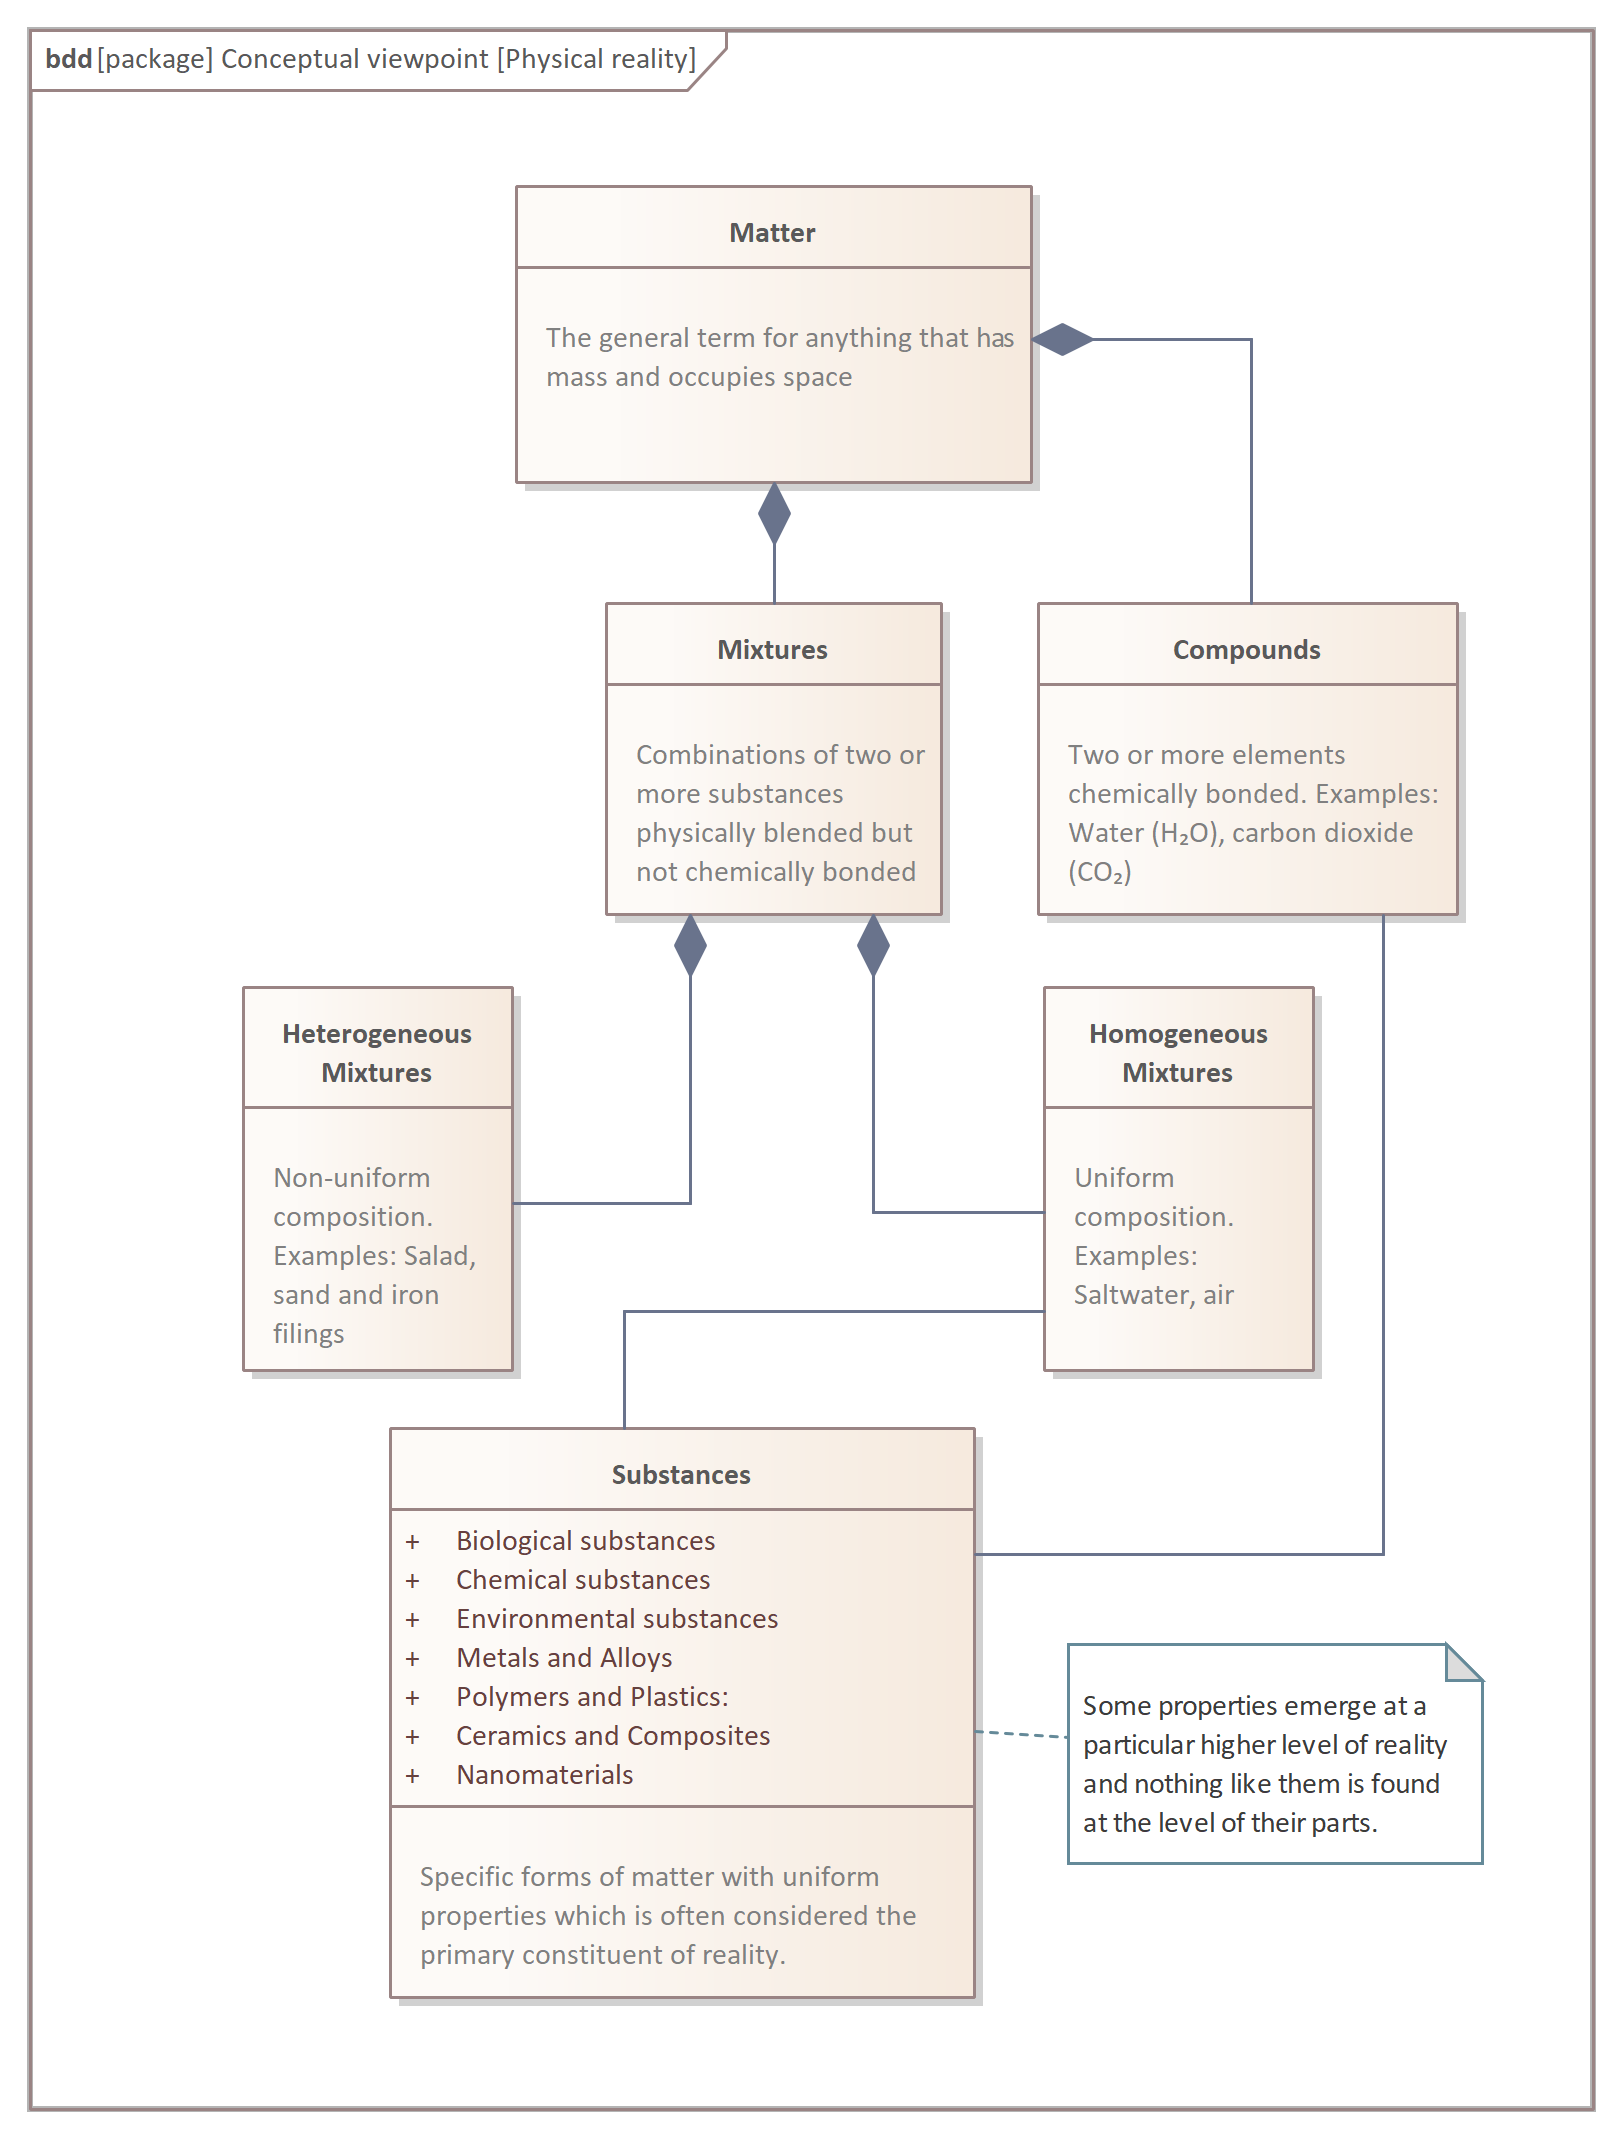 bdd [package] Conceptual viewpoint [Physical reality]
Matter
The general term for anything that has
mass and occupies space
Mixtures
Combinations of two or
more substances
physically blended but
not chemically bonded
Compounds
Two or more elements
chemically bonded. Examples:
Water (H₂O), carbon dioxide
(CO₂)
Heterogeneous
Mixtures
Non-uniform
composition.
Examples: Salad,
sand and iron
filings
Homogeneous
Mixtures
Uniform
composition.
Examples:
Saltwater, air
Substances
+ Biological substances
+ Chemical substances
+ Environmental substances
+ Metals and Alloys
+ Polymers and Plastics:
+ Ceramics and Composites
+ Nanomaterials
Specific forms of matter with uniform
properties which is often considered the
primary constituent of reality.
Some properties emerge at a
particular higher level of reality
and nothing like them is found
at the level of their parts.